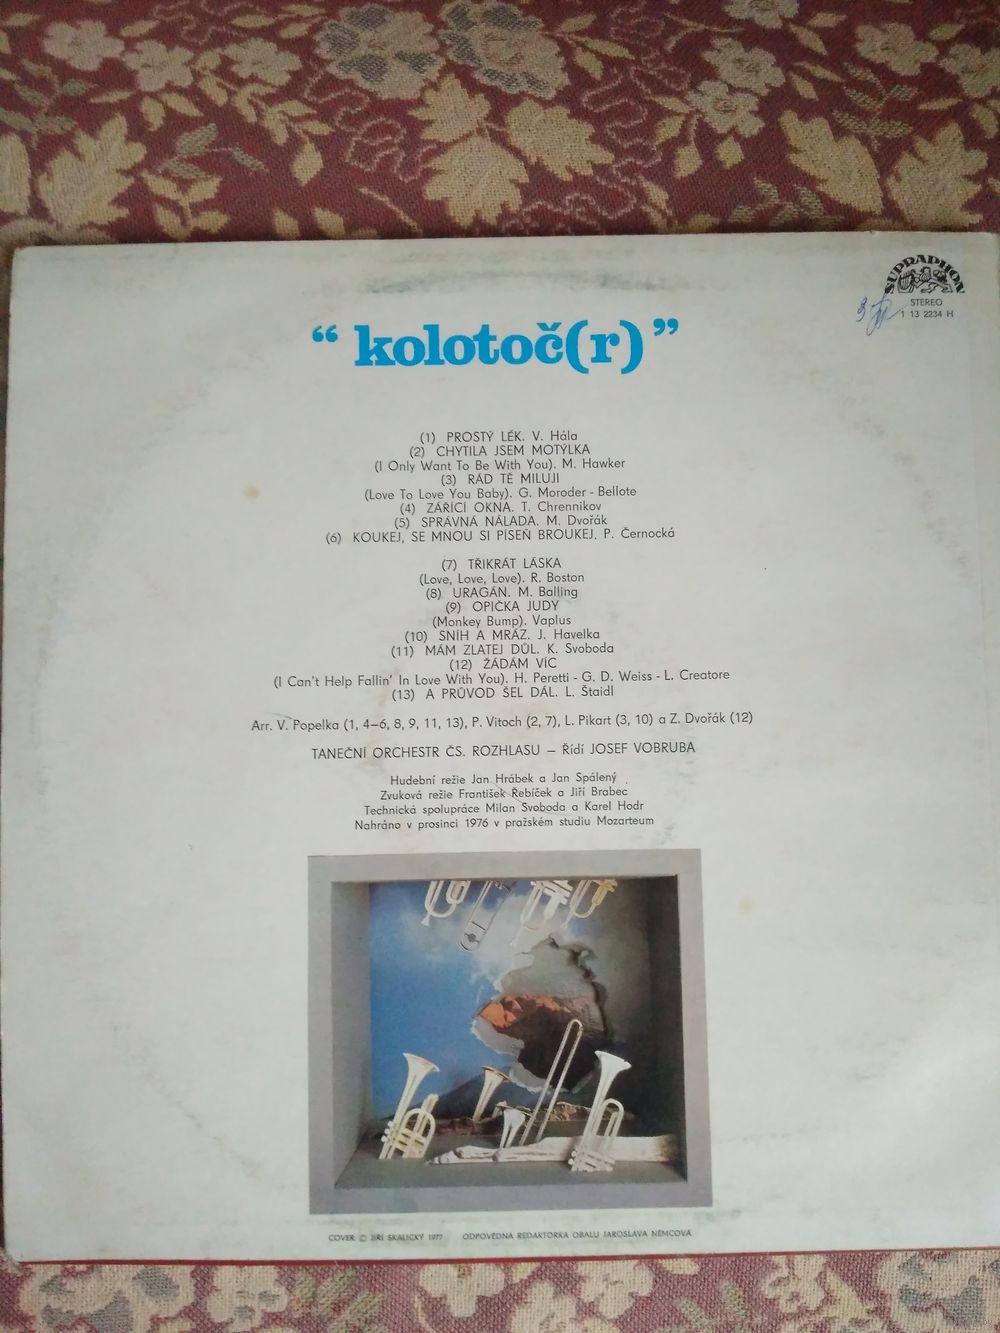 SUPRAPHON
STEREO
1 13 2234 H
“kolotoč(r)”
(1) PROSTÝ LÉK. V. Hála
(2) CHYTILA JSEM MOTÝLKA
(I Only Want To Be With You). M. Hawker
(3) RÁD TĚ MILUJI
(Love To Love You Baby). G. Moroder - Bellote
(4) ZÁŘÍCÍ OKNA. T. Chrennikov
(5) SPRÁVNÁ NÁLADA. M. Dvořák
(6) KOUKEJ, SE MNOU SI PÍSEŇ BROUKEJ. P. Černocká
(7) TŘIKRÁT LÁSKA
(Love, Love, Love). R. Boston
(8) URAGÁN. M. Balling
(9) OPIČKA JUDY
(Monkey Bump). Vaplus
(10) SNÍH A MRÁZ. J. Havelka
(11) MÁM ZLATEJ DŮL. K. Svoboda
(12) ŽÁDÁM VÍC
(I Can't Help Fallin' In Love With You). H. Peretti - G. D. Weiss - L. Creatore
(13) A PRŮVOD ŠEL DÁL. L. Štaidl
Arr. V. Popelka (1, 4–6, 8, 9, 11, 13), P. Vitoch (2, 7), L. Pikart (3, 10) a Z. Dvořák (12)
TANEČNÍ ORCHESTR ČS. ROZHLASU – Řídí JOSEF VOBRUBA
Hudební režie Jan Hrábek a Jan Spálený
Zvuková režie František Řebíček a Jiří Brabec
Technická spolupráce Milan Svoboda a Karel Hodr
Nahráno v prosinci 1976 v pražském studiu Mozarteum
COVER © JIŘÍ SKALICKÝ 1977 ODPOVĚDNÁ REDAKTORKA OBALU JAROSLAVA NĚMCOVÁ